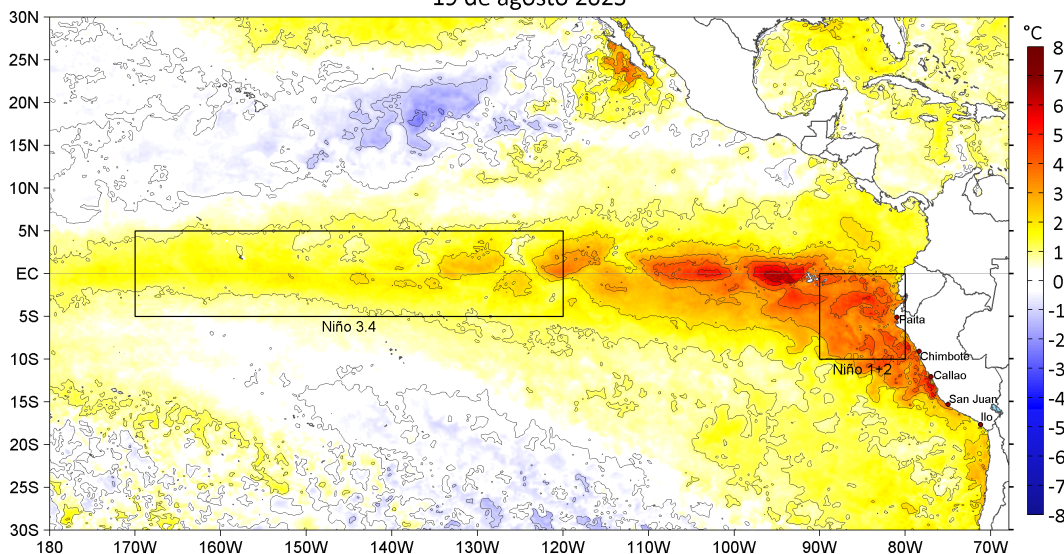 19 de agosto 2023
°C
30N
25N
20N
15N
10N
5N
EC
5S
10S
15S
20S
25S
30S
Niño 3.4
Niño 1+2
Paita
Chimbote
Callao
San Juan
Ilo
8
7
6
5
4
3
2
1
0
-1
-2
-3
-4
-5
-6
-7
-8
180 170W 160W 150W 140W 130W 120W 110W 100W 90W 80W 70W